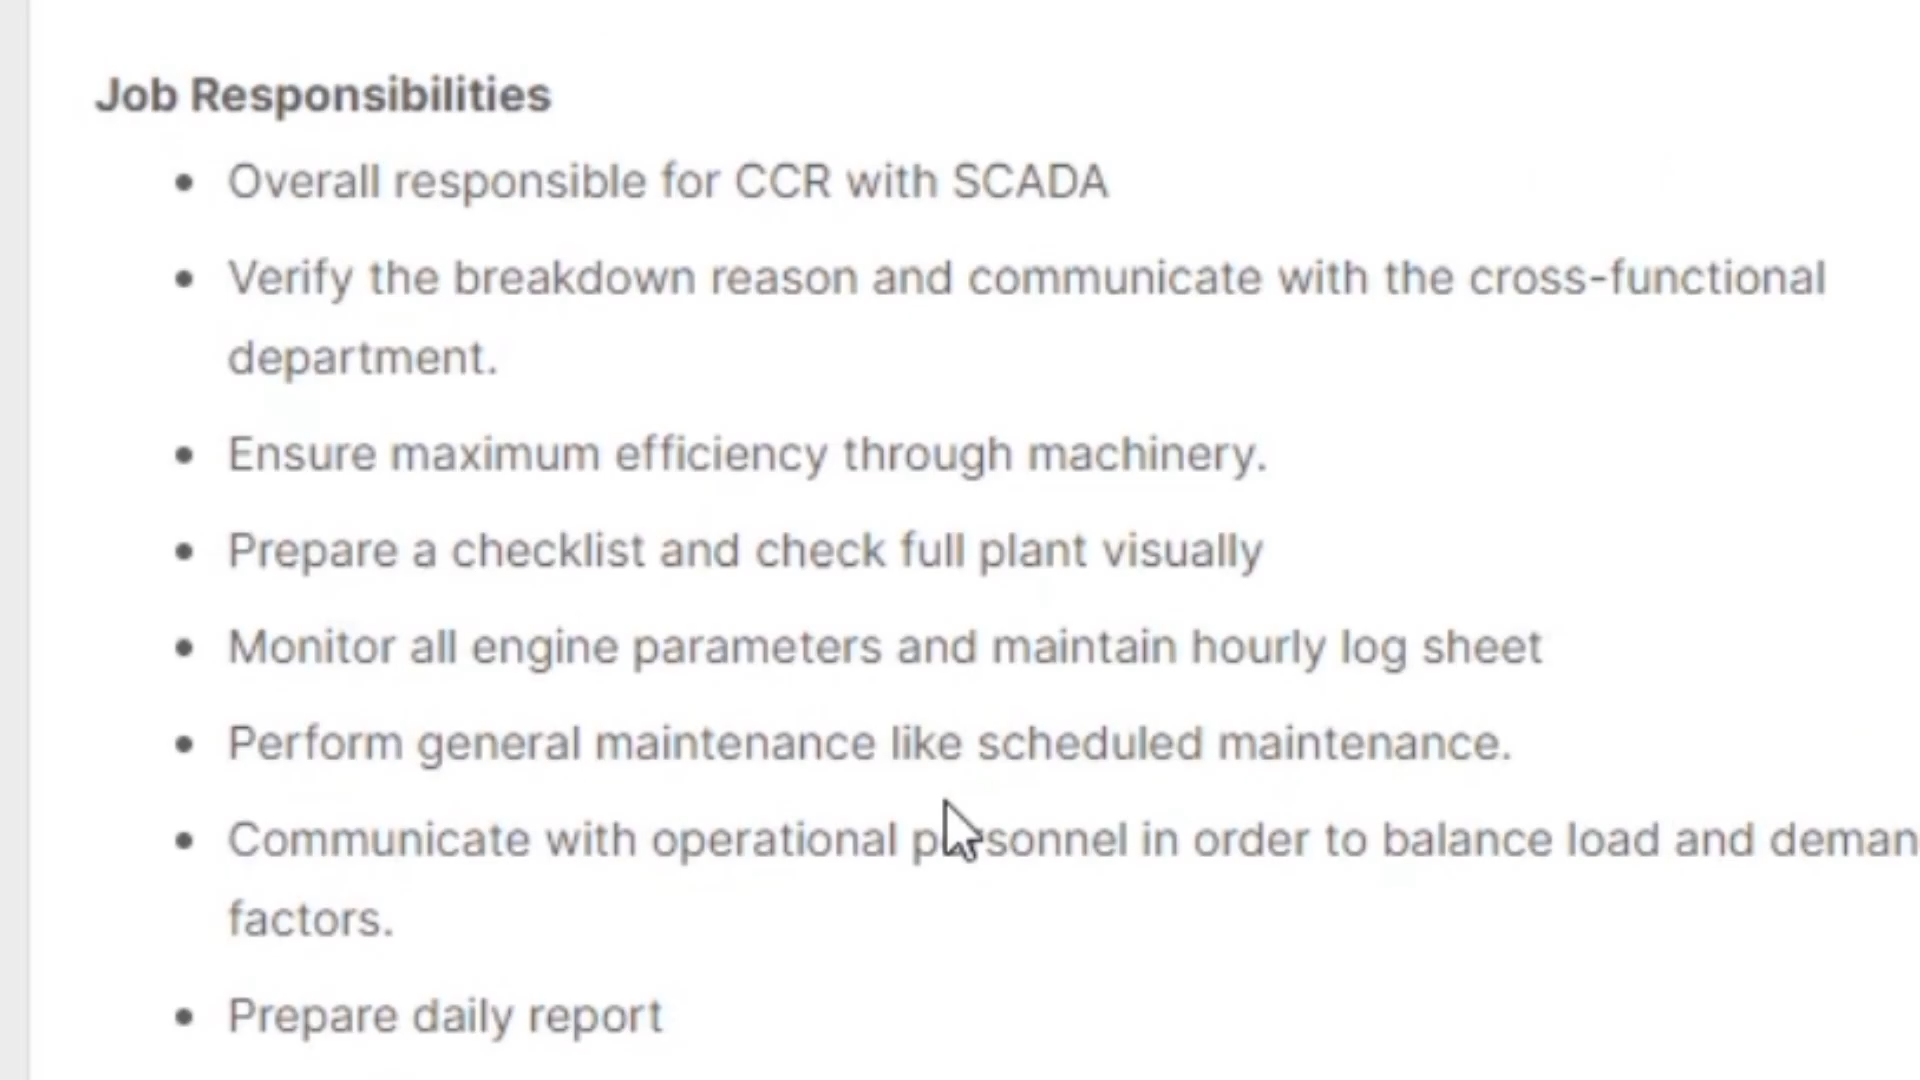 Job Responsibilities
• Overall responsible for CCR with SCADA
• Verify the breakdown reason and communicate with the cross-functional
department.
• Ensure maximum efficiency through machinery.
• Prepare a checklist and check full plant visually
• Monitor all engine parameters and maintain hourly log sheet
• Perform general maintenance like scheduled maintenance.
• Communicate with operational personnel in order to balance load and deman
factors.
• Prepare daily report